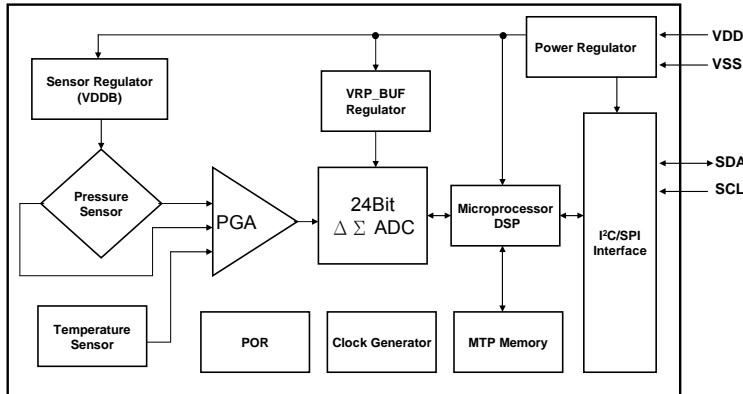 VDD
Power Regulator
VSS
Sensor Regulator
(VDDB)
VRP_BUF
Regulator
SDA
SCL
Pressure
Sensor
PGA
24Bit
Δ Σ ADC
Microprocessor
DSP
I²C/SPI
Interface
Temperature
Sensor
POR
Clock Generator
MTP Memory